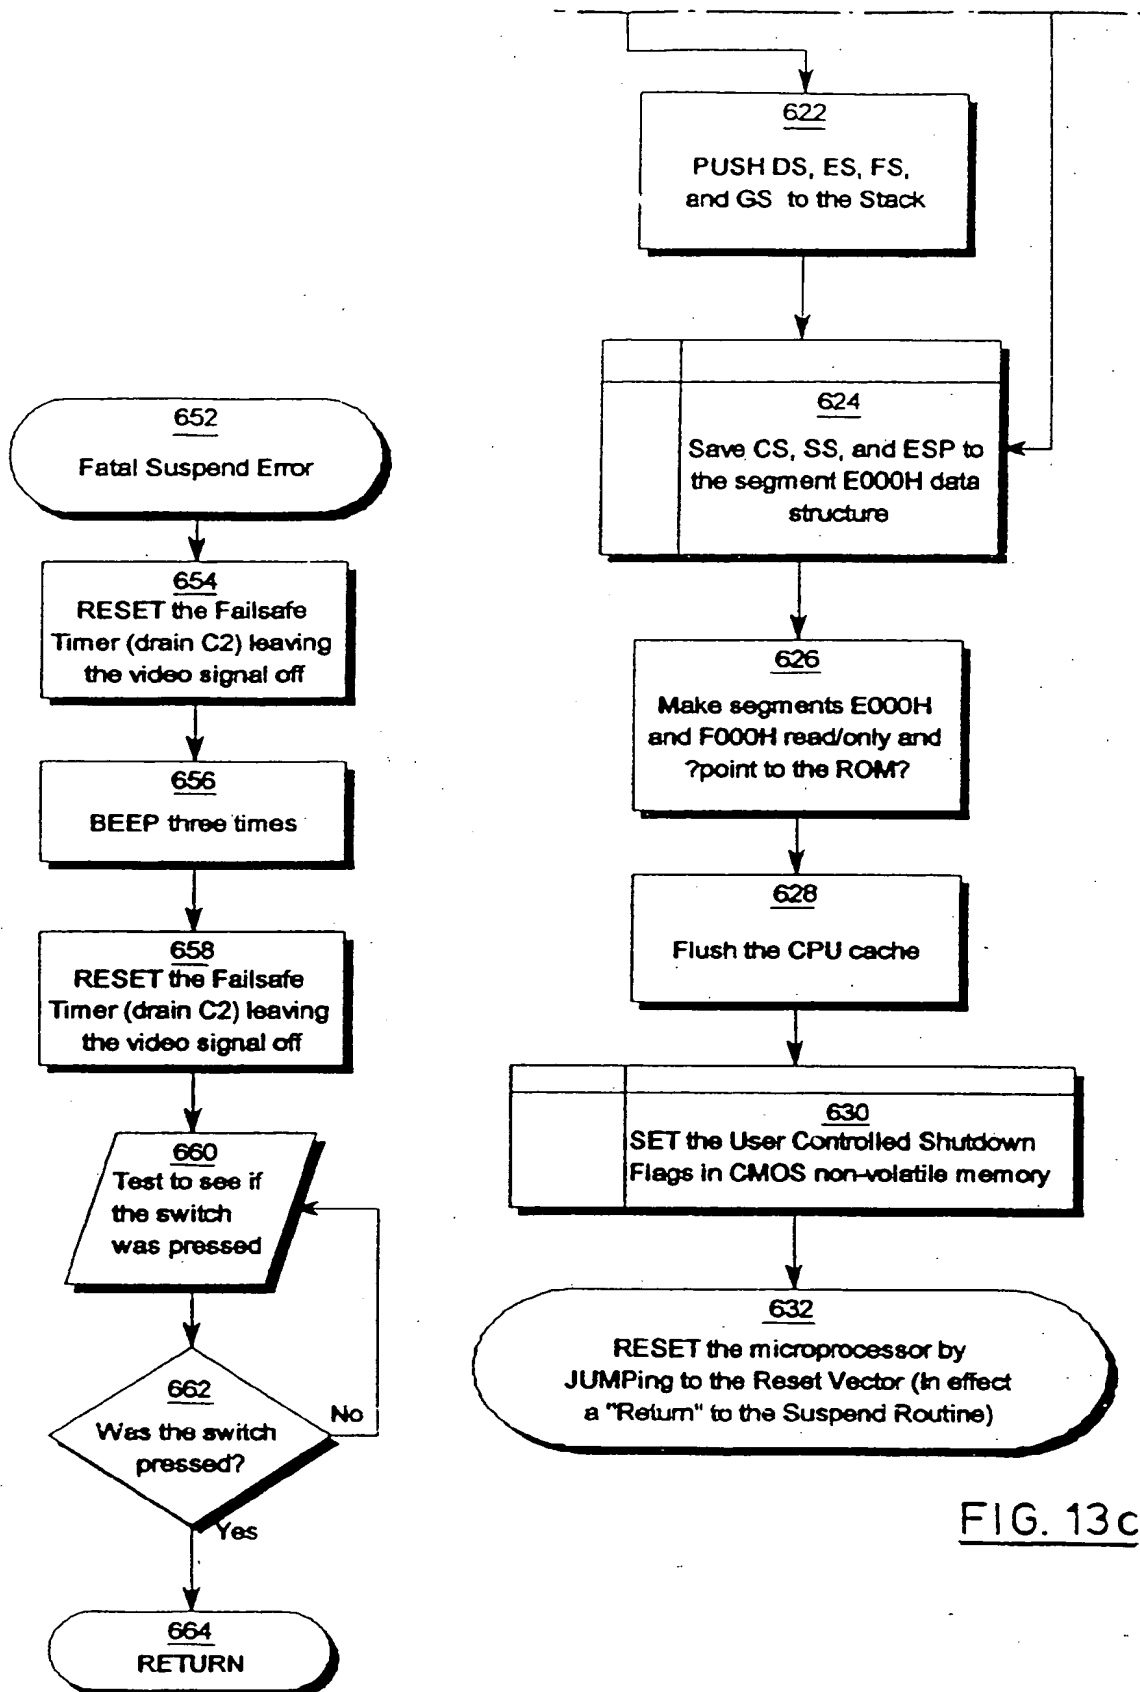 622
PUSH DS, ES, FS,
and GS to the Stack
624
Save CS, SS, and ESP to
the segment E000H data
structure
626
Make segments E000H
and F000H read/only and
?point to the ROM?
628
Flush the CPU cache
630
SET the User Controlled Shutdown
Flags in CMOS non-volatile memory
632
RESET the microprocessor by
JUMPing to the Reset Vector (In effect
a "Return" to the Suspend Routine)
652
Fatal Suspend Error
654
RESET the Failsafe
Timer (drain C2) leaving
the video signal off
656
BEEP three times
658
RESET the Failsafe
Timer (drain C2) leaving
the video signal off
660
Test to see if
the switch
was pressed
662
Was the switch
pressed?
No
Yes
664
RETURN
FIG. 13c